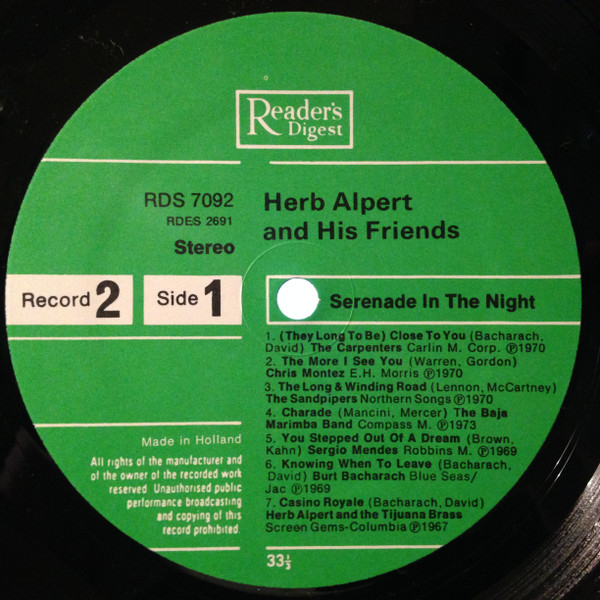 Reader's
Digest
RDS 7092
RDES 2691
Stereo
Herb Alpert
and His Friends
Record 2
Side 1
Serenade In The Night
1. (They Long To Be) Close To You (Bacharach,
David) The Carpenters Carlin M. Corp. ℗1970
2. The More I See You (Warren, Gordon)
Chris Montez E.H. Morris ℗1970
3. The Long & Winding Road (Lennon, McCartney)
The Sandpipers Northern Songs ℗1970
4. Charade (Mancini, Mercer) The Baja
Marimba Band Compass M. ℗1973
5. You Stepped Out Of A Dream (Brown,
Kahn) Sergio Mendes Robbins M. ℗1969
6. Knowing When To Leave (Bacharach,
David) Burt Bacharach Blue Seas/
Jac ℗1969
7. Casino Royale (Bacharach, David)
Herb Alpert and the Tijuana Brass
Screen Gems-Columbia ℗1967
Made in Holland
All rights of the manufacturer and
of the owner of the recorded work
reserved. Unauthorised public
performance broadcasting
and copying of this
record prohibited.
33⅓